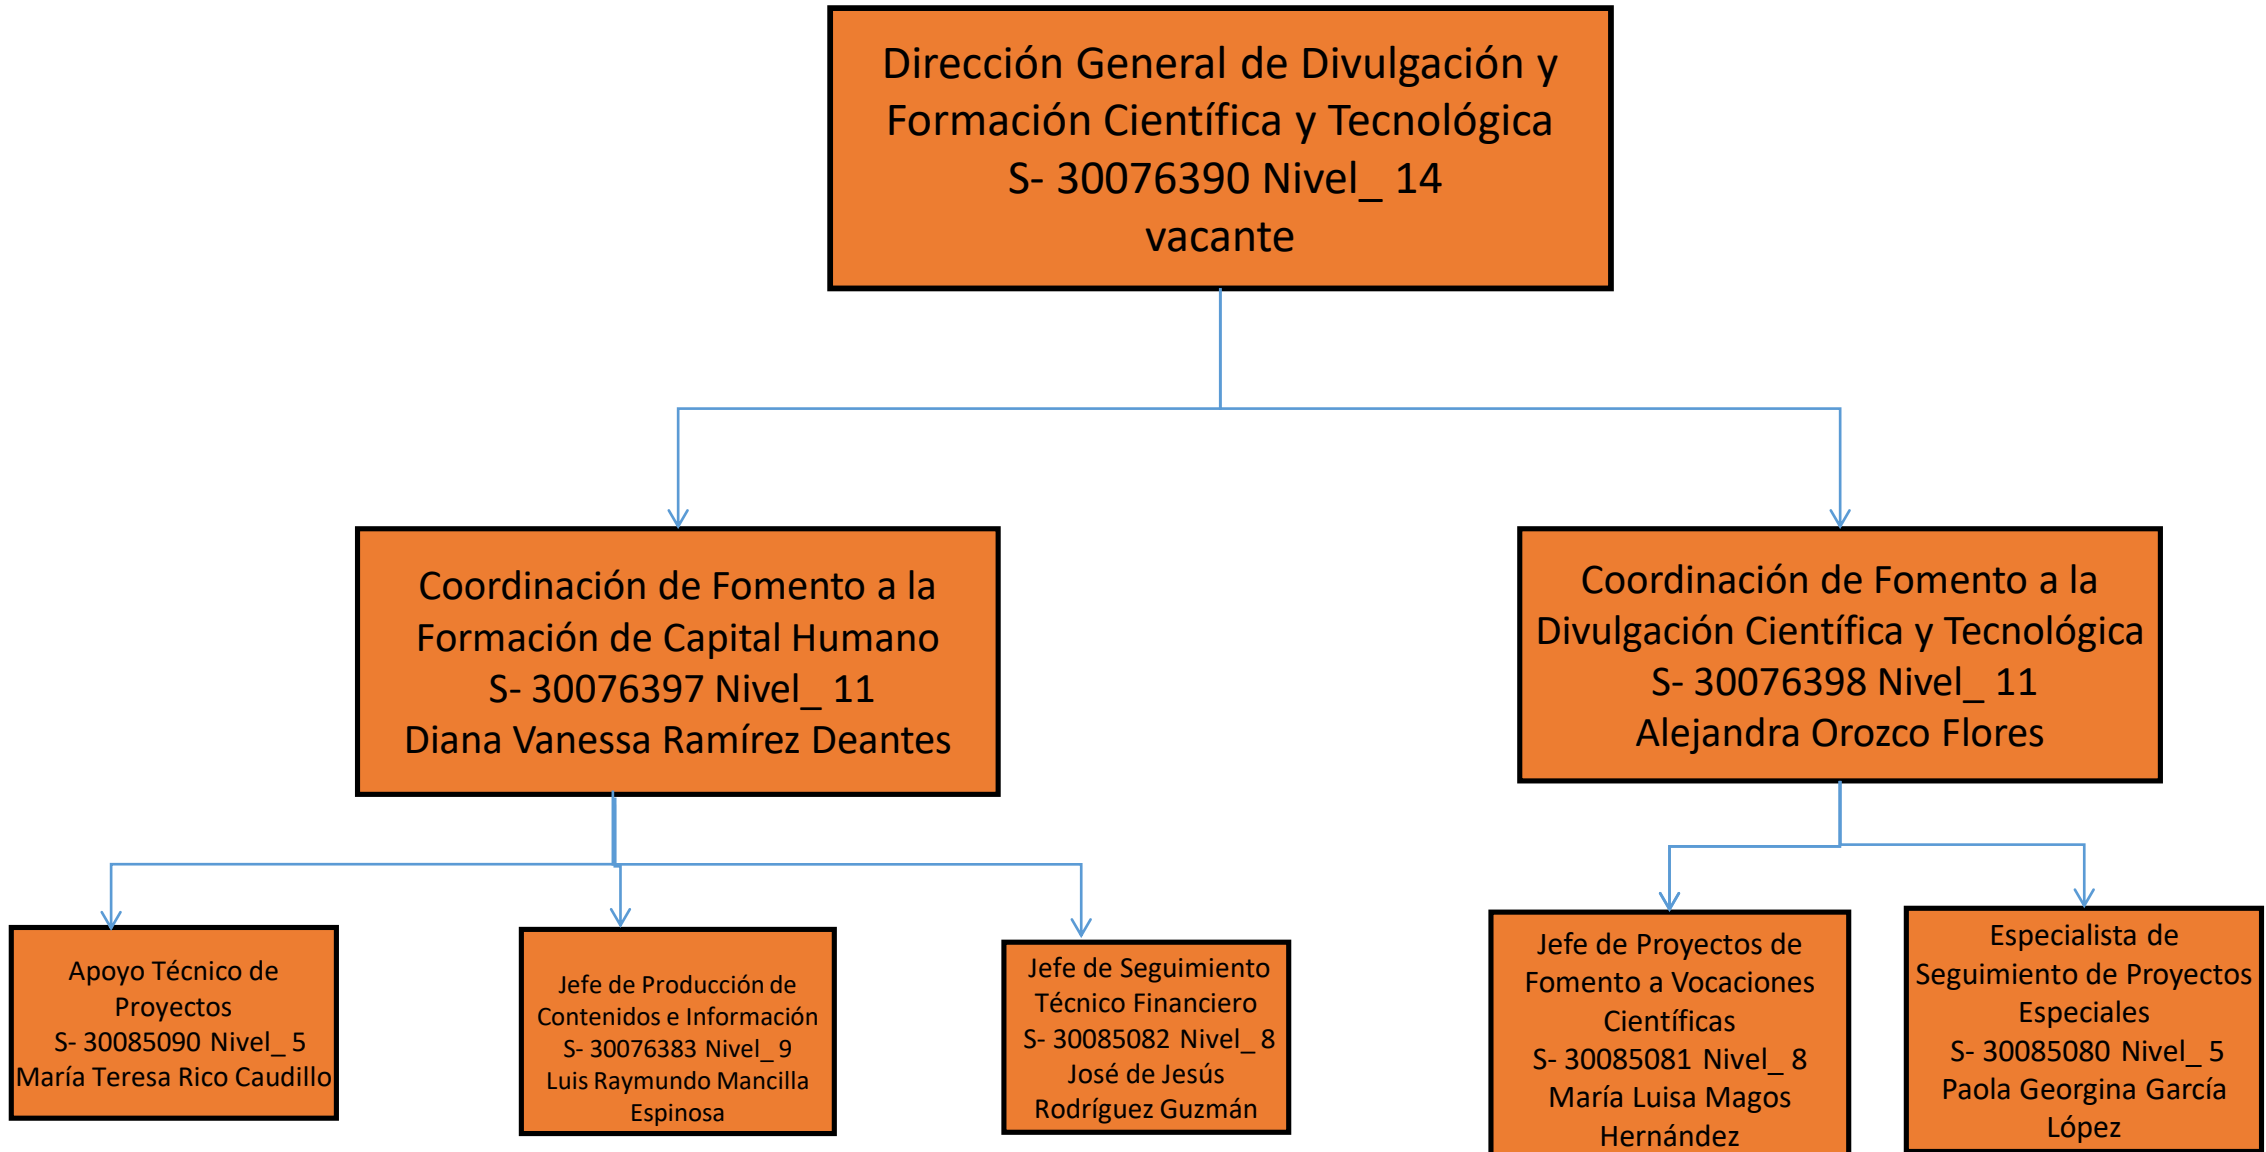 Dirección General de Divulgación y
Formación Científica y Tecnológica
S- 30076390 Nivel_ 14
vacante
Coordinación de Fomento a la
Formación de Capital Humano
S- 30076397 Nivel_ 11
Diana Vanessa Ramírez Deantes
Coordinación de Fomento a la
Divulgación Científica y Tecnológica
S- 30076398 Nivel_ 11
Alejandra Orozco Flores
Apoyo Técnico de
Proyectos
S- 30085090 Nivel_ 5
María Teresa Rico Caudillo
Jefe de Producción de
Contenidos e Información
S- 30076383 Nivel_ 9
Luis Raymundo Mancilla
Espinosa
Jefe de Seguimiento
Técnico Financiero
S- 30085082 Nivel_ 8
José de Jesús
Rodríguez Guzmán
Jefe de Proyectos de
Fomento a Vocaciones
Científicas
S- 30085081 Nivel_ 8
María Luisa Magos
Hernández
Especialista de
Seguimiento de Proyectos
Especiales
S- 30085080 Nivel_ 5
Paola Georgina García
López